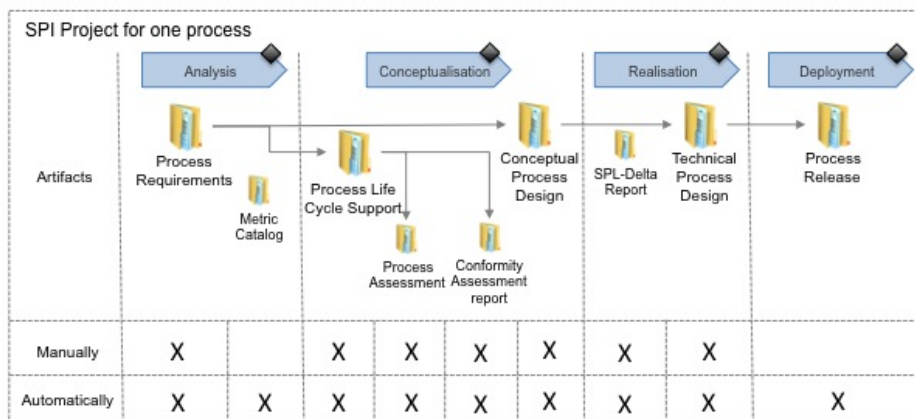 SPI Project for one process
Analysis
Conceptualisation
Realisation
Deployment
Artifacts
Process
Requirements
Metric
Catalog
Process Life
Cycle Support
Process
Assessment
Conformity
Assessment
report
Conceptual
Process
Design
SPL-Delta
Report
Technical
Process
Design
Process
Release
Manually X X X X X X X
Automatically X X X X X X X X X